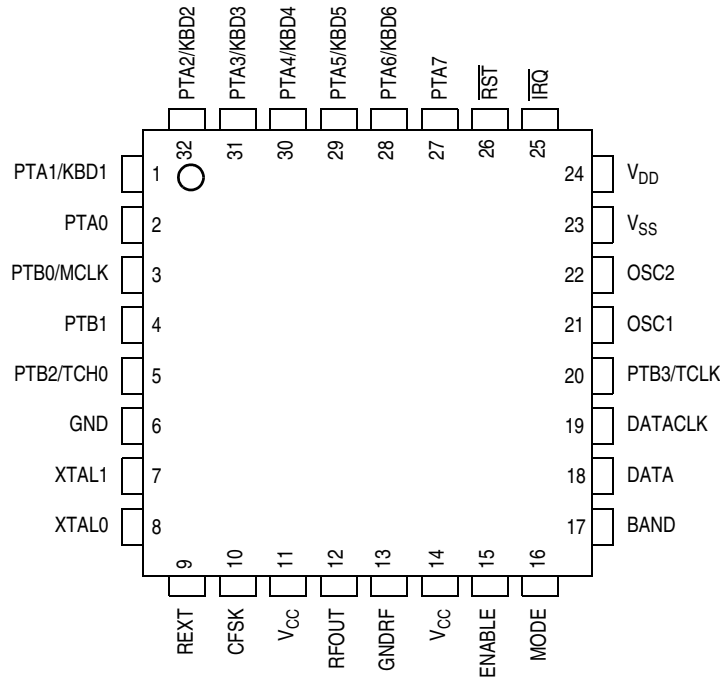 PTA2/KBD2
PTA3/KBD3
PTA4/KBD4
PTA5/KBD5
PTA6/KBD6
PTA7
RST
IRQ
32
31
30
29
28
27
26
25
PTA1/KBD1 1
PTA0 2
PTB0/MCLK 3
PTB1 4
PTB2/TCH0 5
GND 6
XTAL1 7
XTAL0 8
24 VDD
23 VSS
22 OSC2
21 OSC1
20 PTB3/TCLK
19 DATACLK
18 DATA
17 BAND
9
10
11
12
13
14
15
16
REXT
CFSK
VCC
RFOUT
GNDRF
VCC
ENABLE
MODE